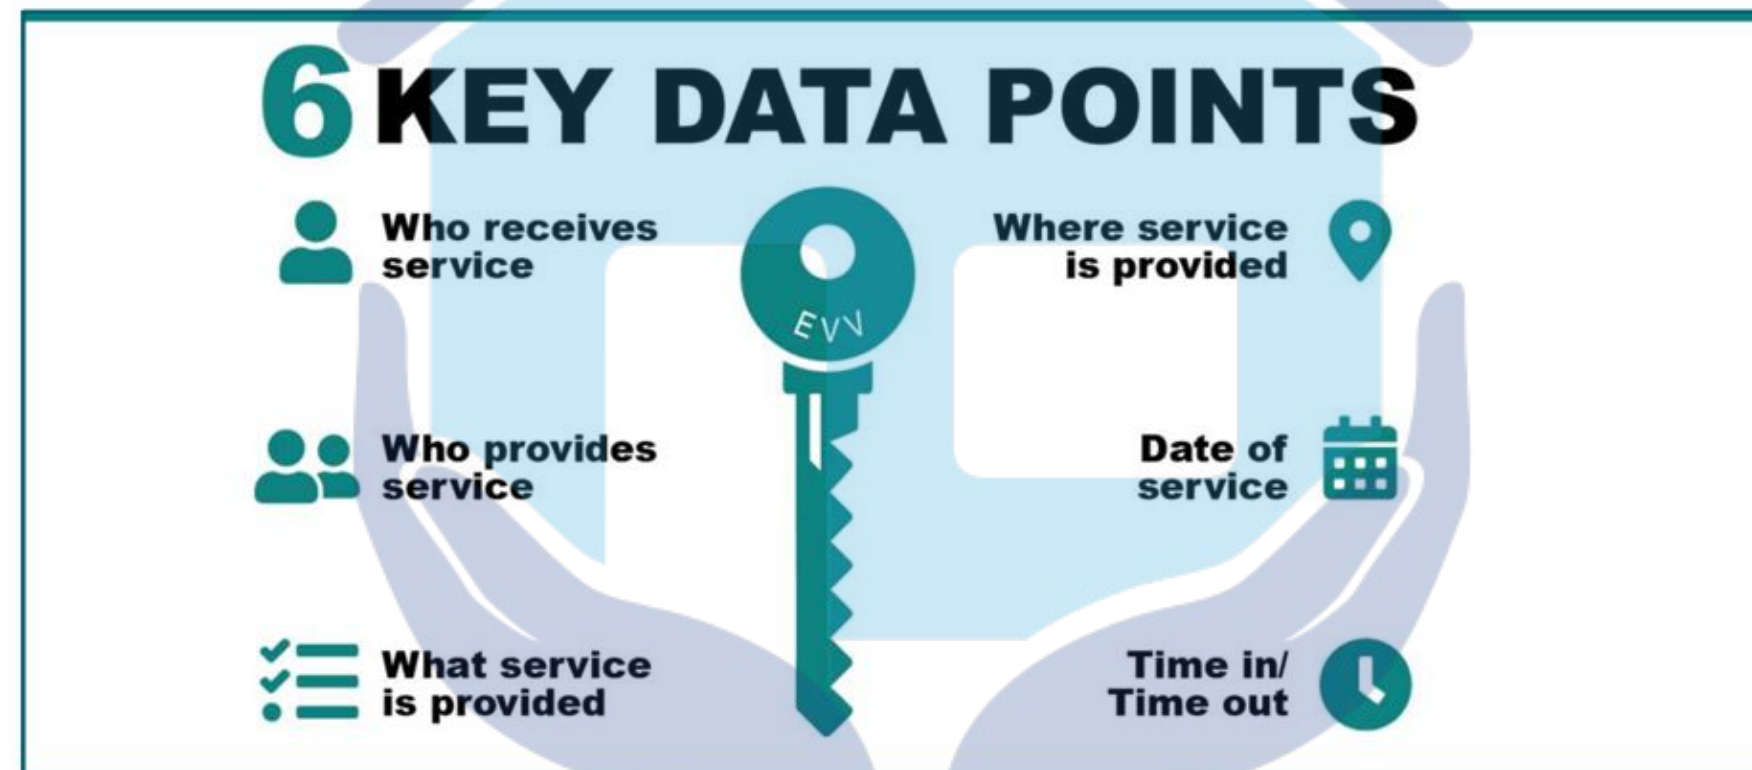 6 KEY DATA POINTS
Who receives
service
Who provides
service
What service
is provided
EVV
Where service
is provided
Date of
service
Time in/
Time out